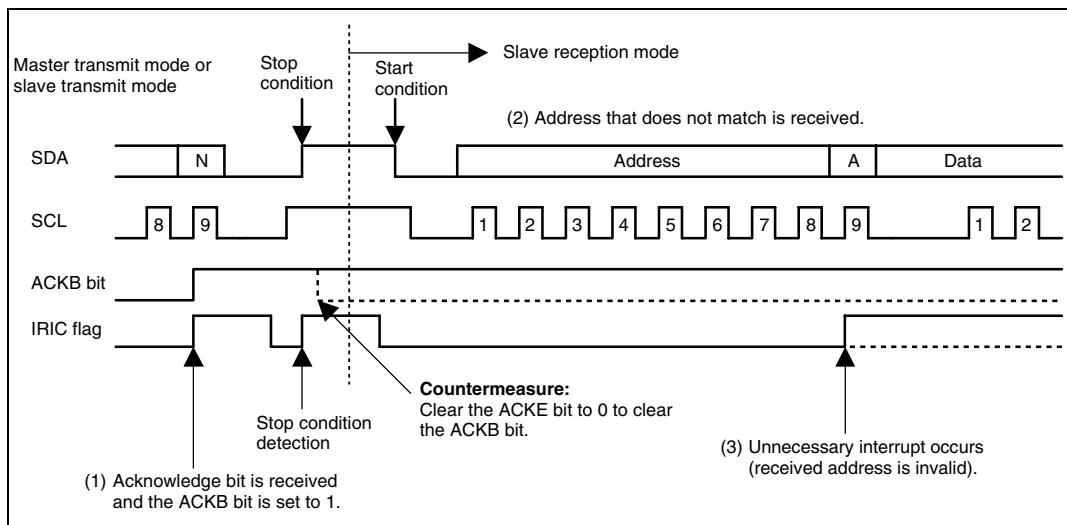 Master transmit mode or
slave transmit mode
Stop
condition
Start
condition
Slave reception mode
(2) Address that does not match is received.
SDA
N
Address
A
Data
SCL
8
9
1
2
3
4
5
6
7
8
9
1
2
ACKB bit
IRIC flag
Countermeasure:
Clear the ACKE bit to 0 to clear
the ACKB bit.
Stop condition
detection
(1) Acknowledge bit is received
and the ACKB bit is set to 1.
(3) Unnecessary interrupt occurs
(received address is invalid).